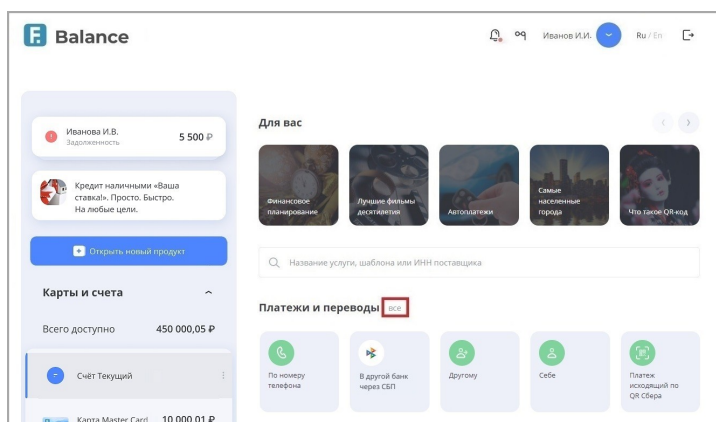 F. Balance
Иванов И.И.
Ru / En
Иванова И.В.
Задолженность
5 500 ₽
Кредит наличными «Ваша
ставка!». Просто. Быстро.
На любые цели.
Открыть новый продукт
Карты и счета
Всего доступно 450 000,05 ₽
Счёт Текущий
Карта Master Card 10 000,01 ₽
Для вас
Финансовое
планирование
Лучшие фильмы
десятилетия
Автоплатежи
Самые
населенные
города
Что такое QR-код
Название услуги, шаблона или ИНН поставщика
Платежи и переводы все
По номеру
телефона
В другой банк
через СБП
Другому
Себе
Платеж
исходящий по
QR Сбера